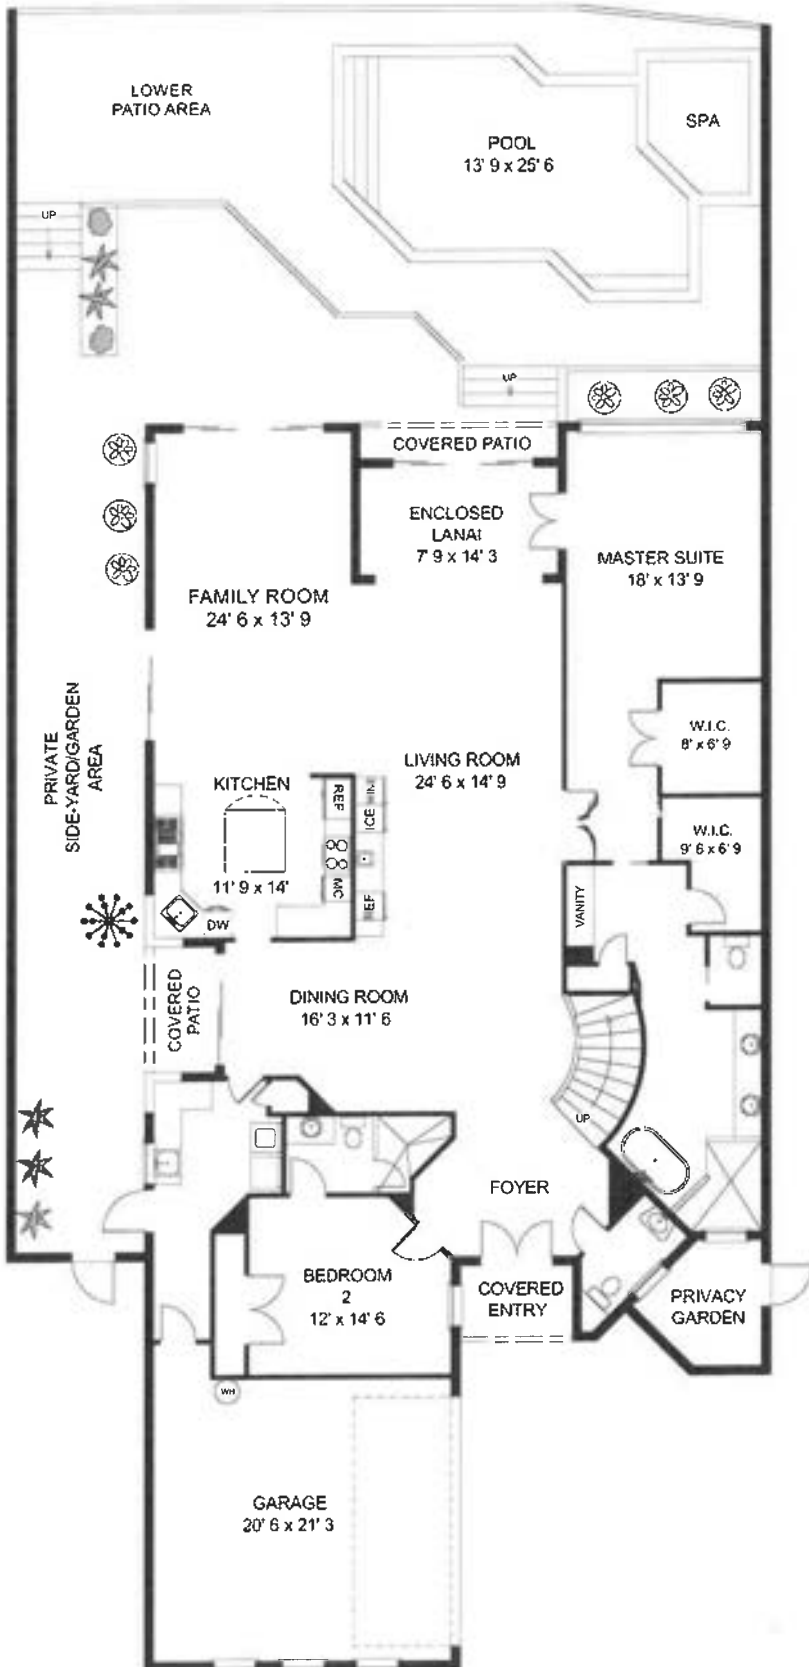 LOWER
PATIO AREA
POOL
13' 9 x 25' 6
SPA
UP
UP
COVERED PATIO
ENCLOSED
LANAI
7' 9 x 14' 3
MASTER SUITE
18' x 13' 9
FAMILY ROOM
24' 6 x 13' 9
PRIVATE
SIDE-YARD/GARDEN
AREA
W.I.C.
8' x 6' 9
LIVING ROOM
24' 6 x 14' 9
KITCHEN
11' 9 x 14'
REF
ICE
MC
DW
W.I.C.
9' 6 x 6' 9
VANITY
COVERED
PATIO
DINING ROOM
16' 3 x 11' 6
UP
FOYER
BEDROOM
2
12' x 14' 6
COVERED
ENTRY
PRIVACY
GARDEN
WH
GARAGE
20' 6 x 21' 3